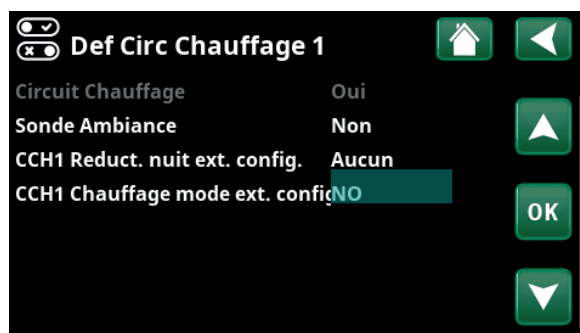 Def Circ Chauffage 1
Circuit Chauffage Oui
Sonde Ambiance Non
CCH1 Reduct. nuit ext. config. Aucun
CCH1 Chauffage mode ext. config NO
OK